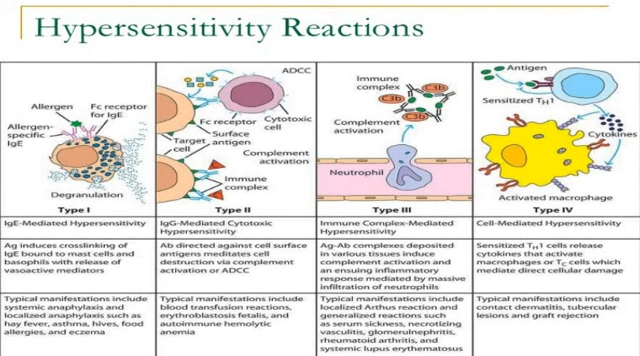 Hypersensitivity Reactions
Allergen
Fc receptor
for IgE
Allergen-
specific
IgE
Degranulation
Type I
ADCC
Fc receptor
Cytotoxic
cell
Surface
antigen
Target
cell
Complement
activation
Immune
complex
Type II
Immune
complex
C3b
C3b
C3b
Complement
activation
Neutrophil
Type III
Antigen
Sensitized TH1
Cytokines
Activated macrophage
Type IV
IgE-Mediated Hypersensitivity
IgG-Mediated Cytotoxic
Hypersensitivity
Immune Complex-Mediated
Hypersensitivity
Cell-Mediated Hypersensitivity
Ag induces crosslinking of
IgE bound to mast cells and
basophils with release of
vasoactive mediators
Ab directed against cell surface
antigens meditates cell
destruction via complement
activation or ADCC
Ag-Ab complexes deposited
in various tissues induce
complement activation and
an ensuing inflammatory
response mediated by massive
infiltration of neutrophils
Sensitized TH1 cells release
cytokines that activate
macrophages or TC cells which
mediate direct cellular damage
Typical manifestations include
systemic anaphylaxis and
localized anaphylaxis such as
hay fever, asthma, hives, food
allergies, and eczema
Typical manifestations include
blood transfusion reactions,
erythroblastosis fetalis, and
autoimmune hemolytic
anemia
Typical manifestations include
localized Arthus reaction and
generalized reactions such
as serum sickness, necrotizing
vasculitis, glomerulnephritis,
rheumatoid arthritis, and
systemic lupus erythematosus
Typical manifestations include
contact dermatitis, tubercular
lesions and graft rejection